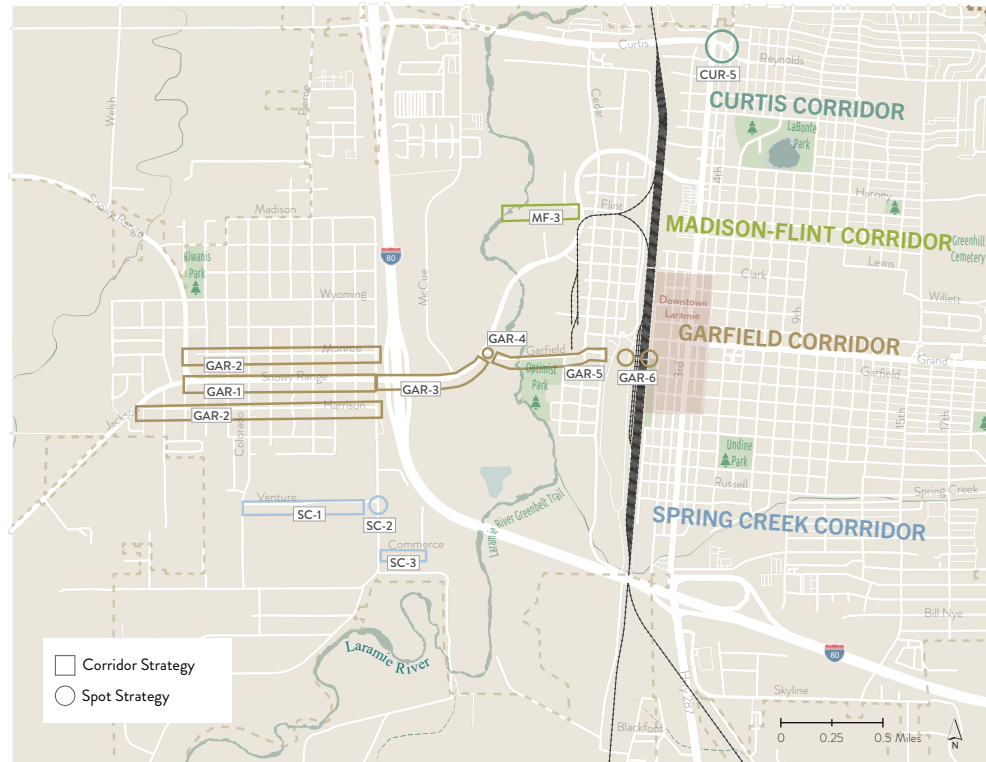 Curtis
CUR-5
Reynolds
CURTIS CORRIDOR
Welsh
Pierce
Cedar
4th
LaBonte
Park
Snowy Range
Madison
Flint
MF-3
Harney
MADISON-FLINT CORRIDOR
Greenhill
Cemetery
Kiwanis
Park
80
McCue
Clark
Lewis
Wyoming
Downtown
Laramie
9th
Willett
GAR-4
GARFIELD CORRIDOR
Monroe
GAR-2
Garfield
GAR-5
GAR-6
Grand
Garfield
Snowy Range
GAR-1
GAR-3
Optimist
Park
3rd
Jackson
GAR-2
Harrison
Colorado
15th
17th
Undine
Park
Russell
Venture
SC-1
SC-2
Laramie River Greenbelt Trail
Spring Creek
SPRING CREEK CORRIDOR
Commerce
SC-3
Bill Nye
Laramie River
80
Corridor Strategy
Spot Strategy
Hwy 287
Skyline
Blackfoot
0 0.25 0.5 Miles
N